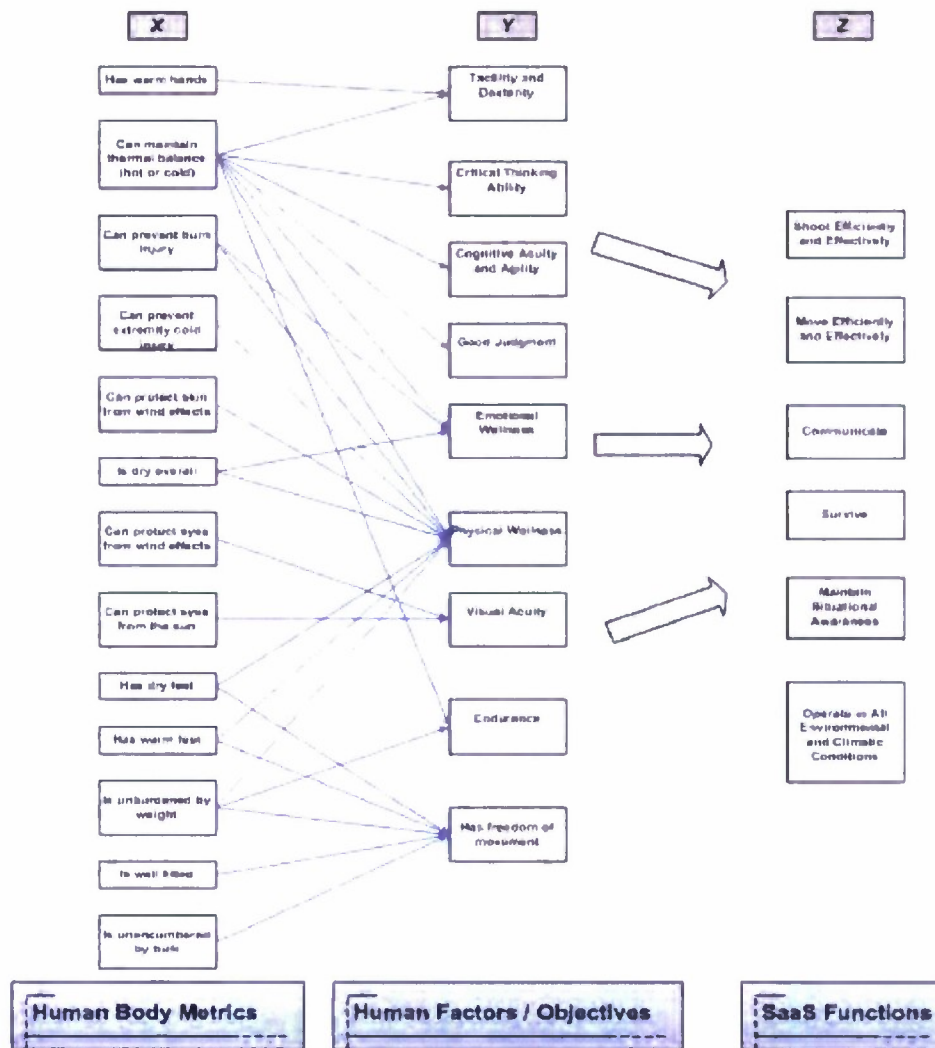 X
Y
Z
Has warm hands
Can maintain
thermal balance
(hot or cold)
Can prevent burn
injury
Can prevent
extremity cold
injury
Can protect skin
from wind effects
Is dry overall
Can protect eyes
from wind effects
Can protect eyes
from the sun
Has dry feet
Has warm feet
Is unburdened by
weight
Is well fitted
Is unencumbered
by bulk
Tactility and
Dexterity
Critical Thinking
Ability
Cognitive Acuity
and Agility
Good Judgment
Emotional
Wellness
Physical Wellness
Visual Acuity
Endurance
Has freedom of
movement
Shoot Efficiently
and Effectively
Move Efficiently
and Effectively
Communicate
Survive
Maintain
Situational
Awareness
Operate in All
Environmental
and Climatic
Conditions
Human Body Metrics
Human Factors / Objectives
SaaS Functions